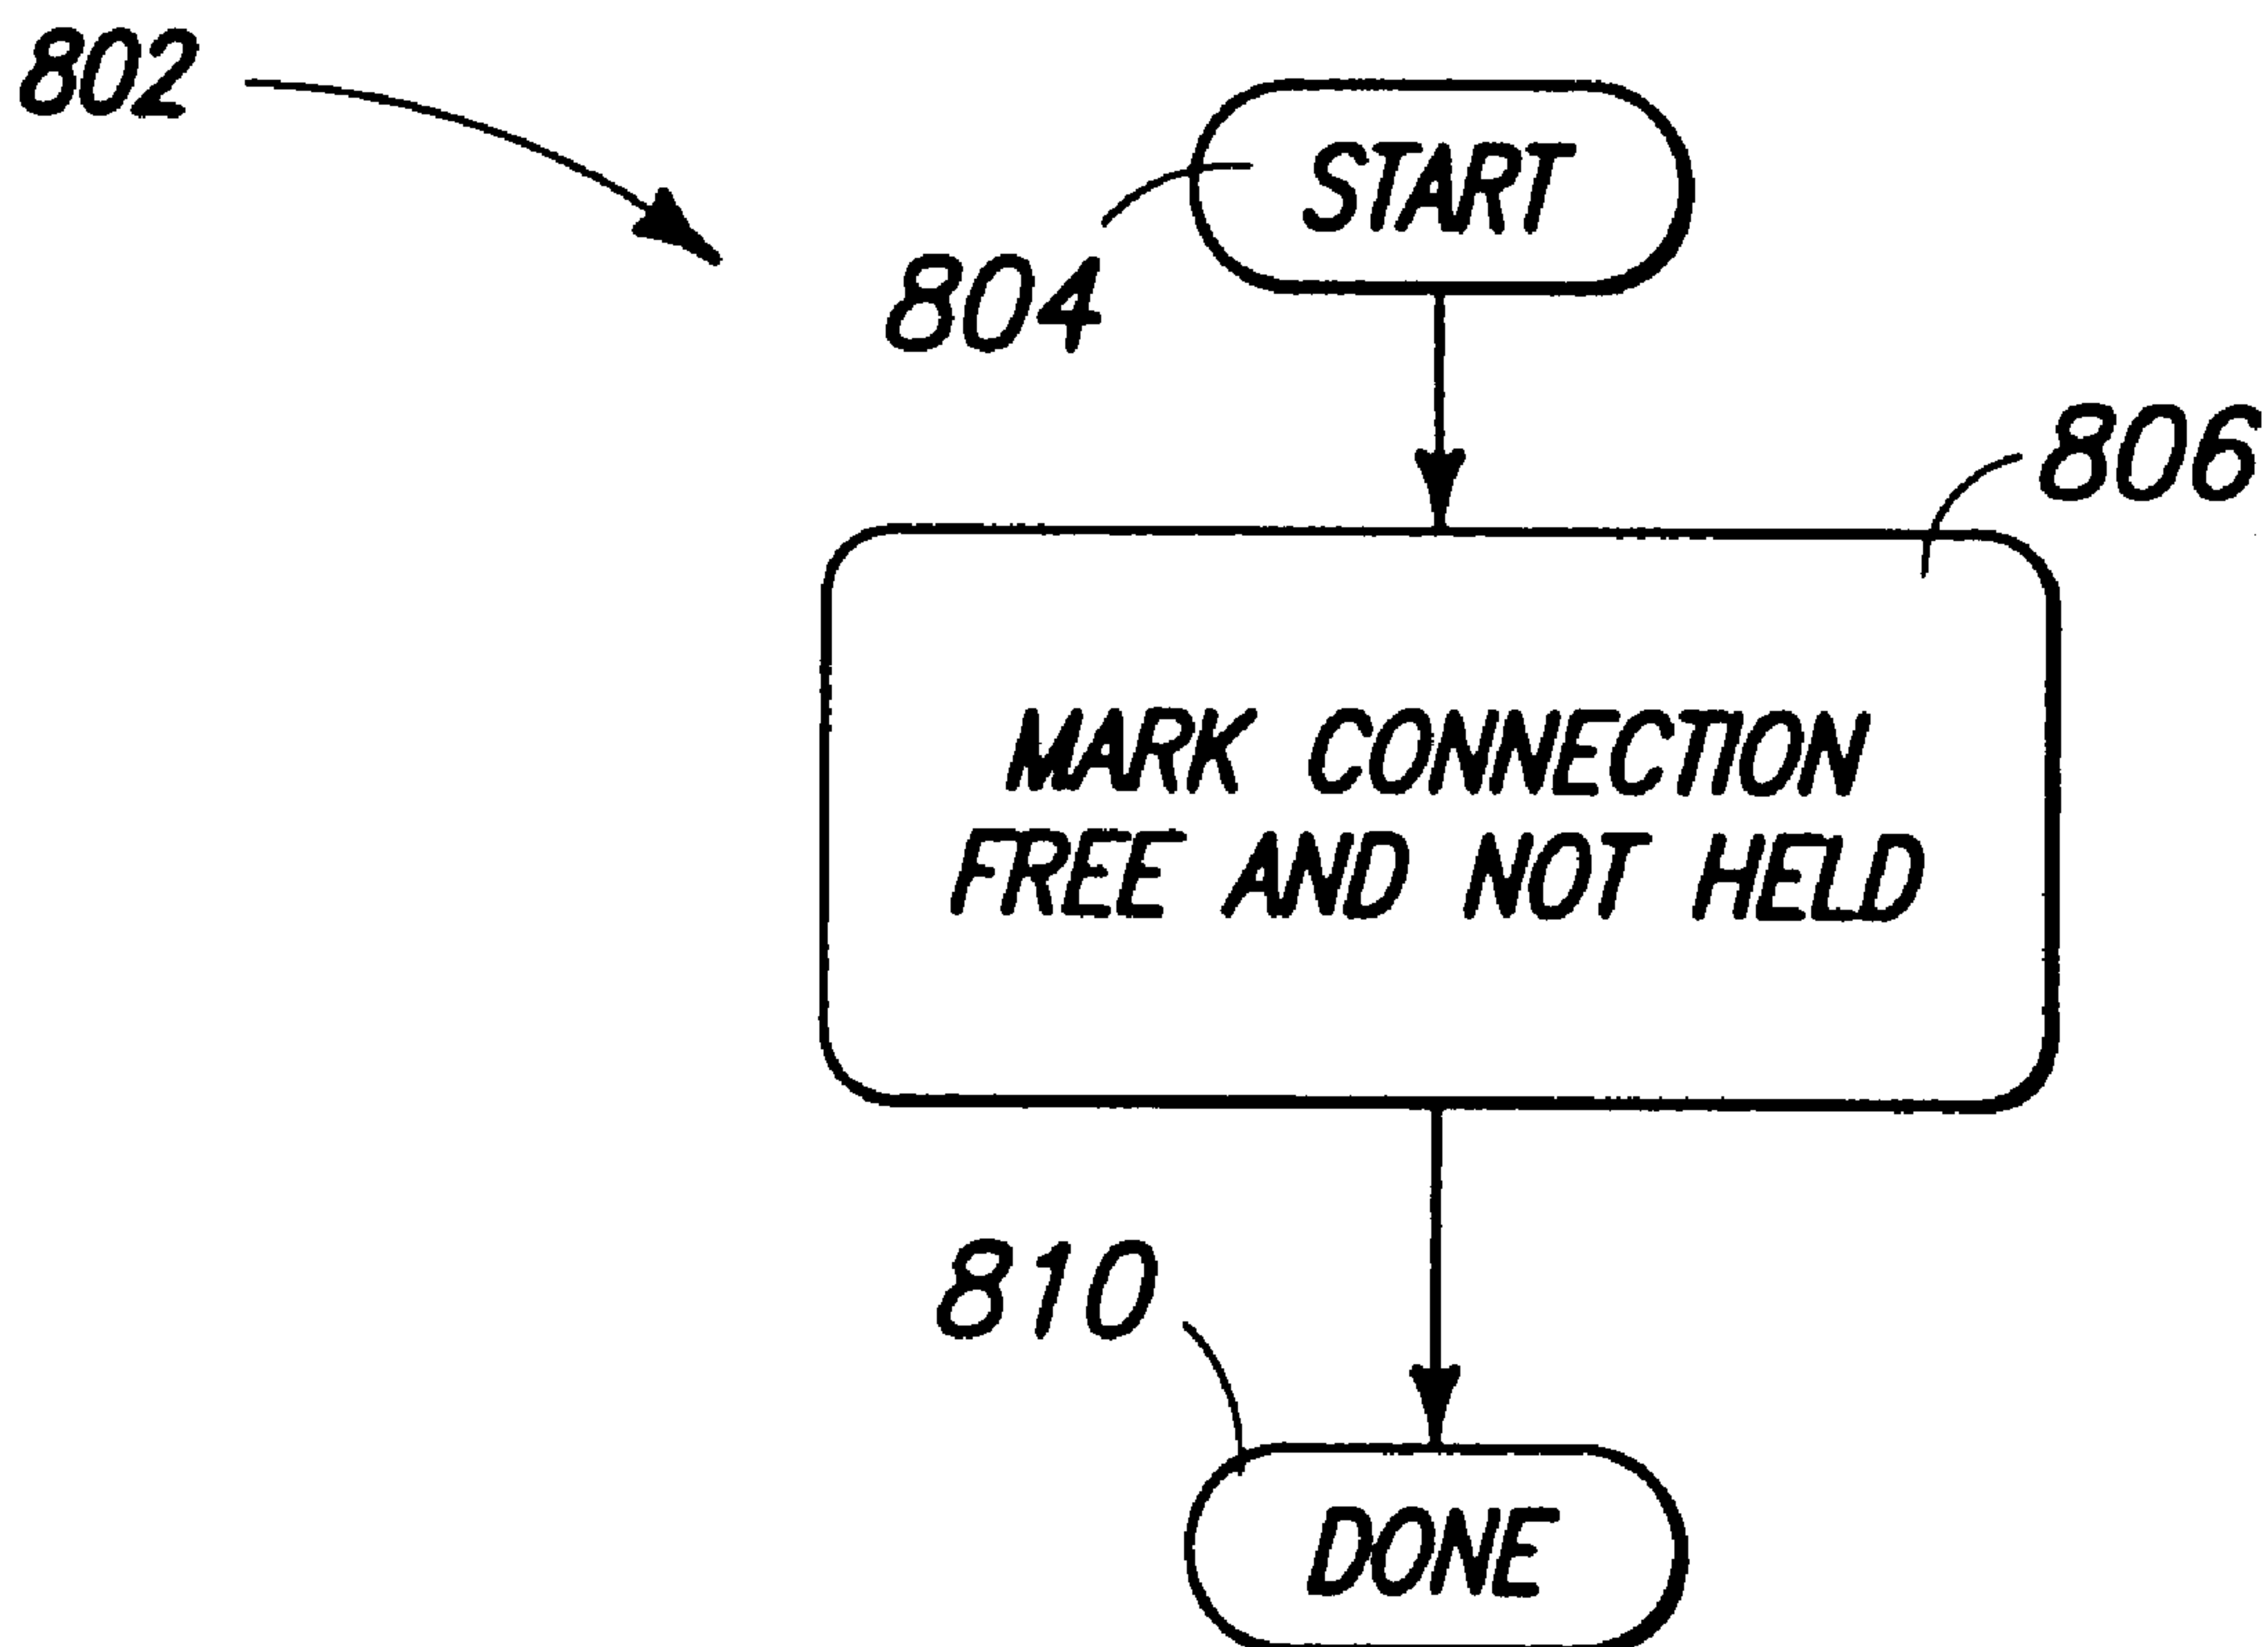 802
START
804
806
MARK CONNECTION
FREE AND NOT HELD
810
DONE